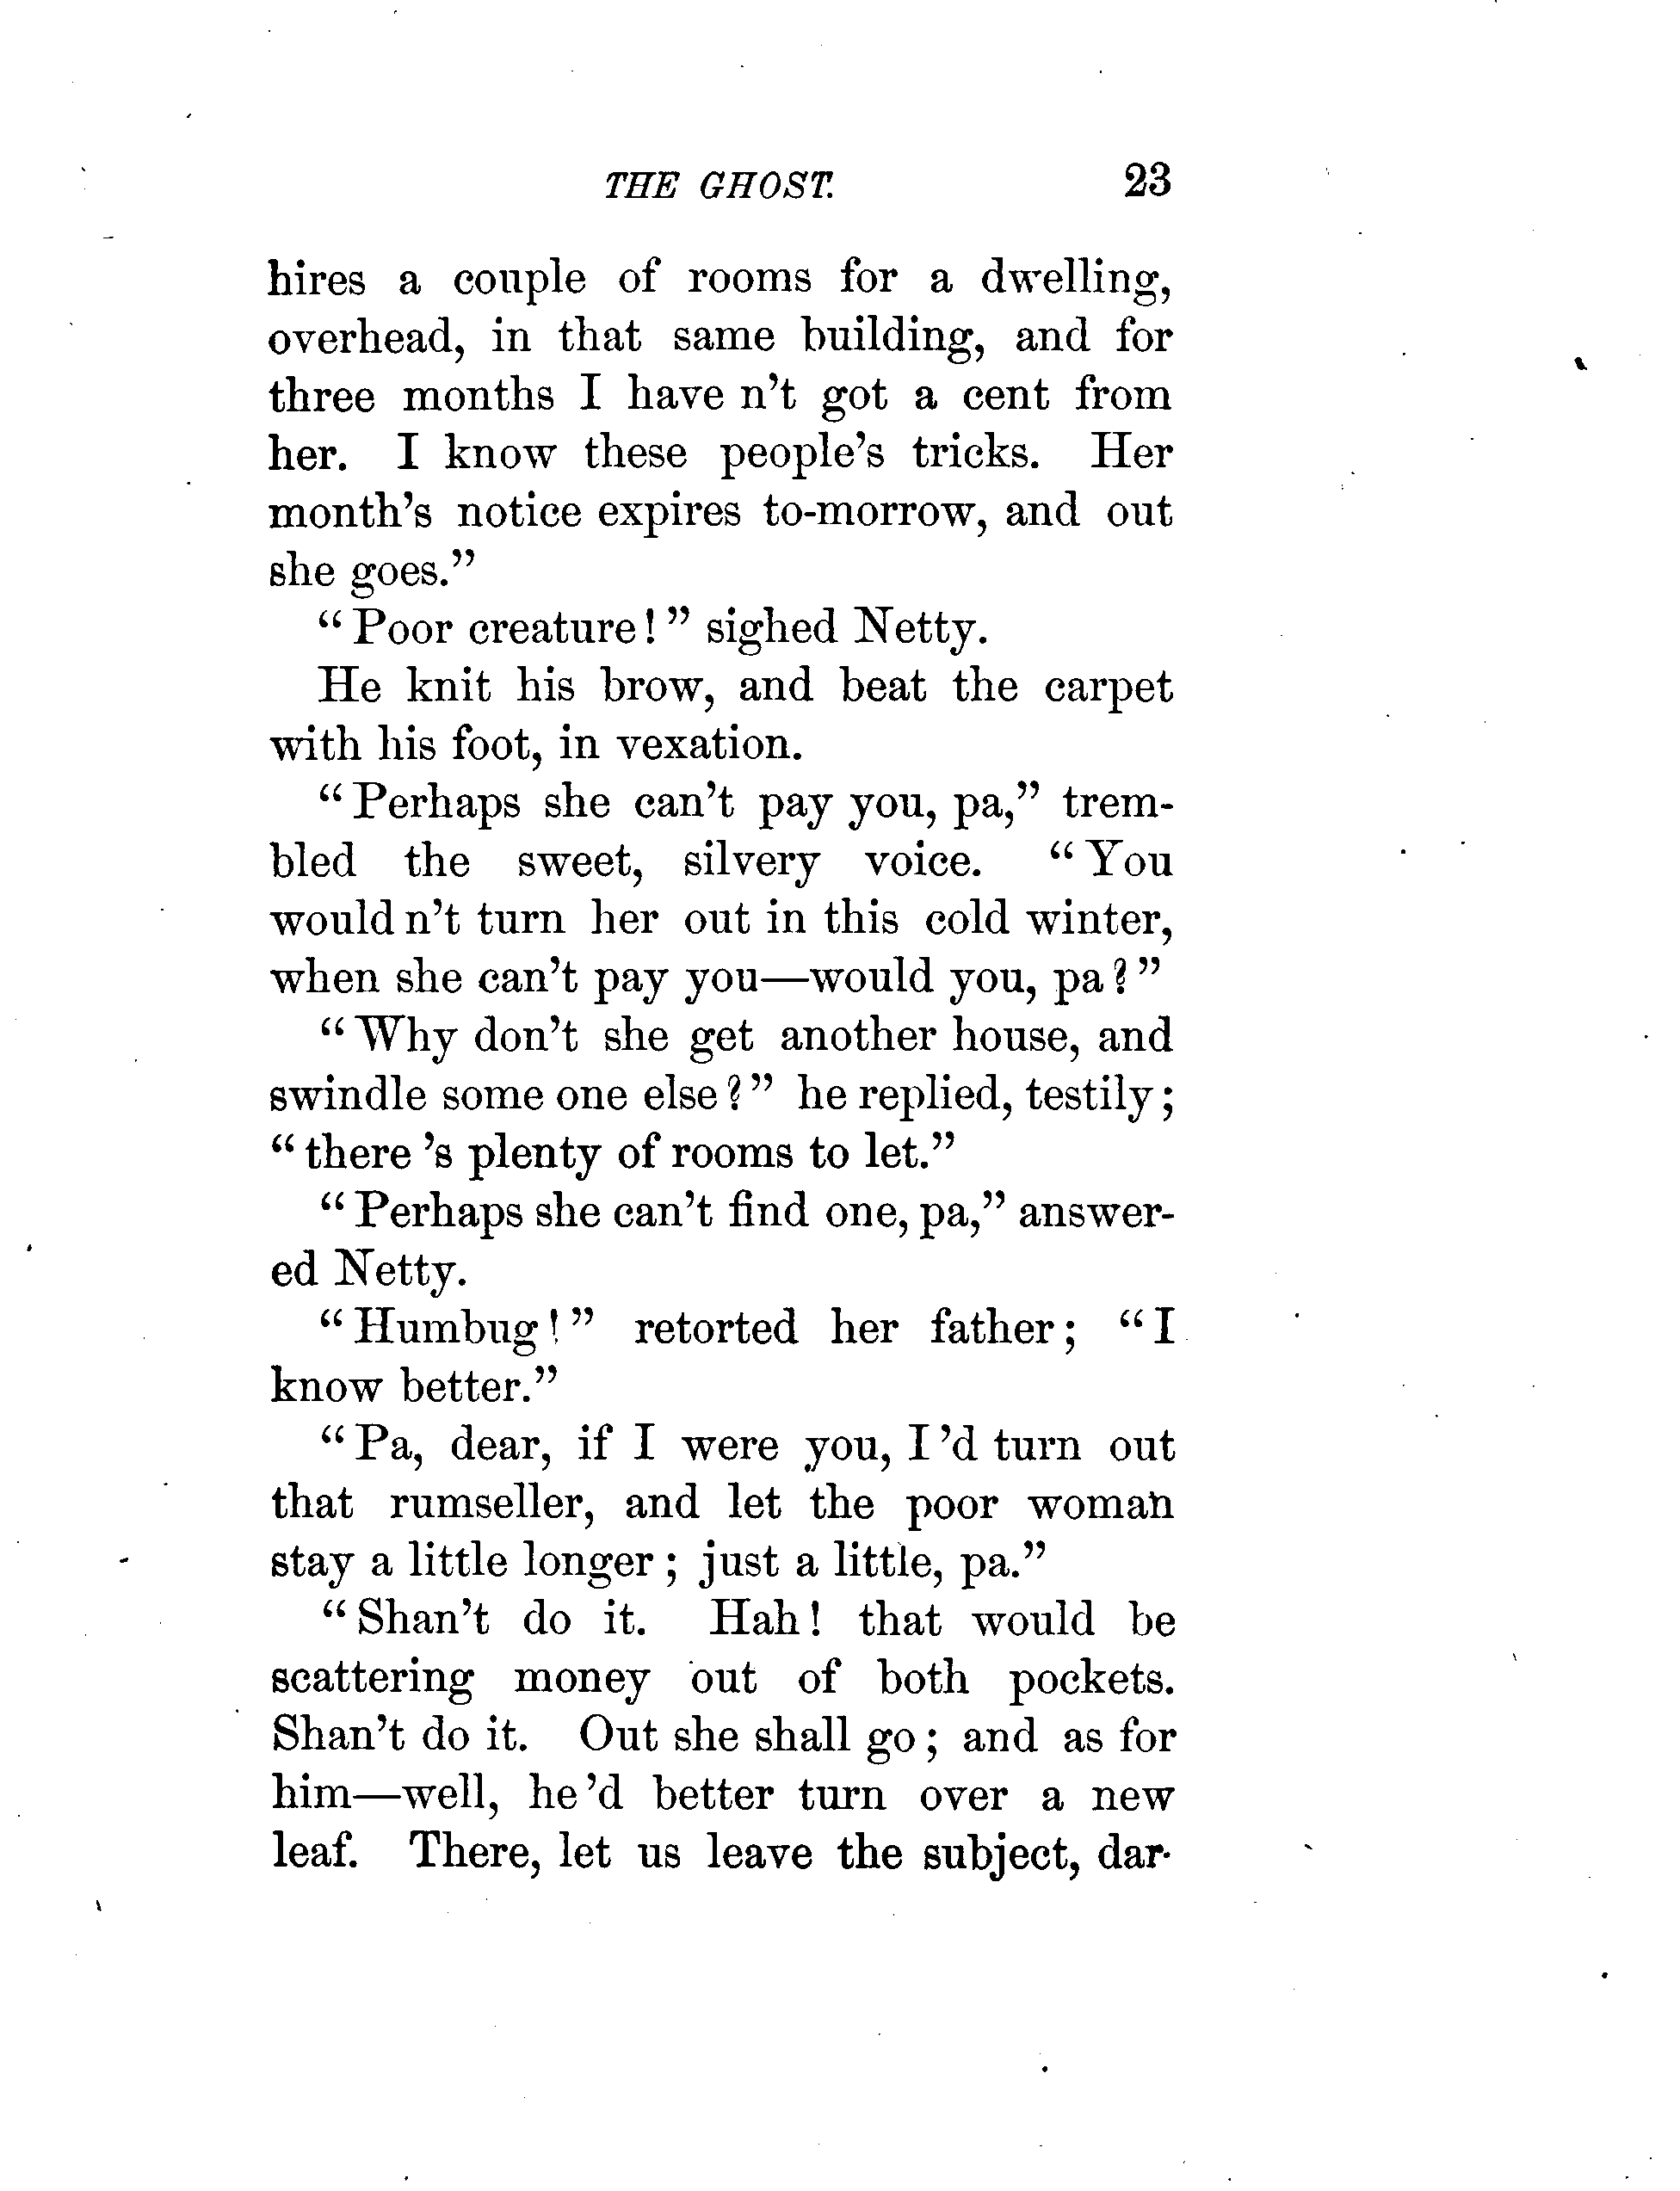 THE GHOST. 23
hires a couple of rooms for a dwelling,
overhead, in that same building, and for
three months I have n't got a cent from
her. I know these people's tricks. Her
month's notice expires to-morrow, and out
she goes."
"Poor creature!" sighed Netty.
He knit his brow, and beat the carpet
with his foot, in vexation.
"Perhaps she can't pay you, pa," trem-
bled the sweet, silvery voice. "You
would n't turn her out in this cold winter,
when she can't pay you—would you, pa?"
"Why don't she get another house, and
swindle some one else?" he replied, testily;
"there 's plenty of rooms to let."
"Perhaps she can't find one, pa," answer-
ed Netty.
"Humbug!" retorted her father; "I
know better."
"Pa, dear, if I were you, I 'd turn out
that rumseller, and let the poor woman
stay a little longer; just a little, pa."
"Shan't do it. Hah! that would be
scattering money out of both pockets.
Shan't do it. Out she shall go; and as for
him—well, he 'd better turn over a new
leaf. There, let us leave the subject, dar-